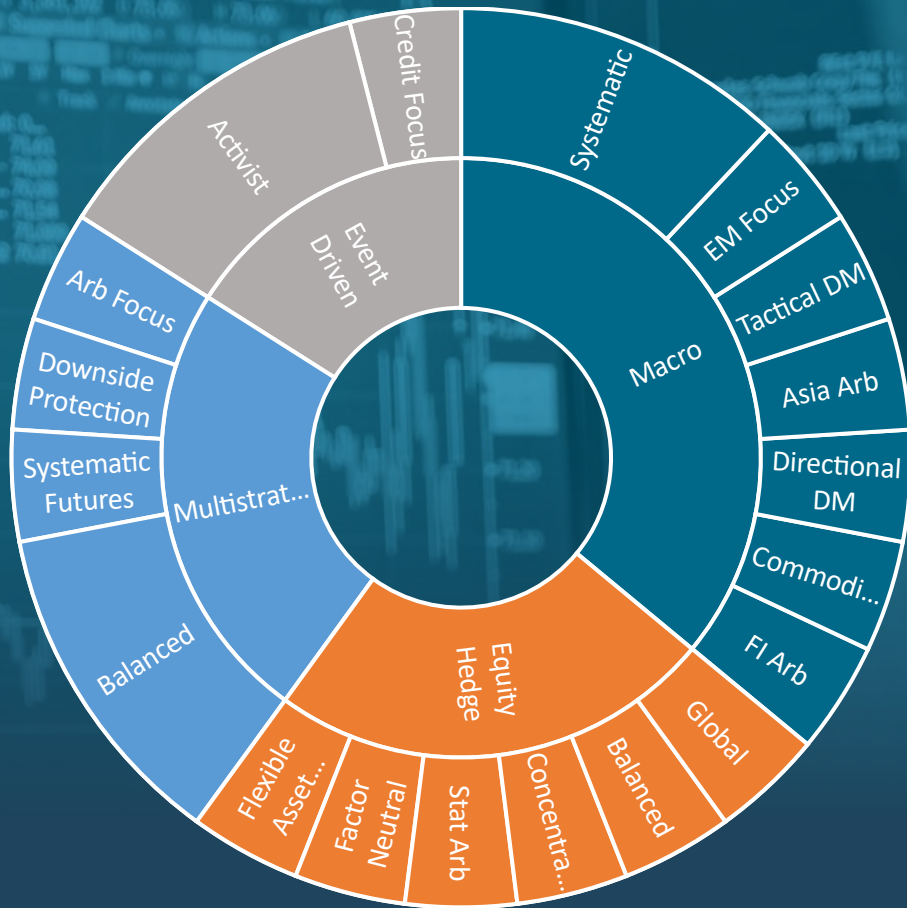 Systematic
EM Focus
Tactical DM
Asia Arb
Directional
DM
Commodi...
FI Arb
Macro
Global
Balanced
Concentra
...
Stat Arb
Factor
Neutral
Flexible
Asset...
Equity
Hedge
Balanced
Systematic
Futures
Downside
Protection
Arb Focus
Multistrat...
Activist
Credit Focus
Event
Driven